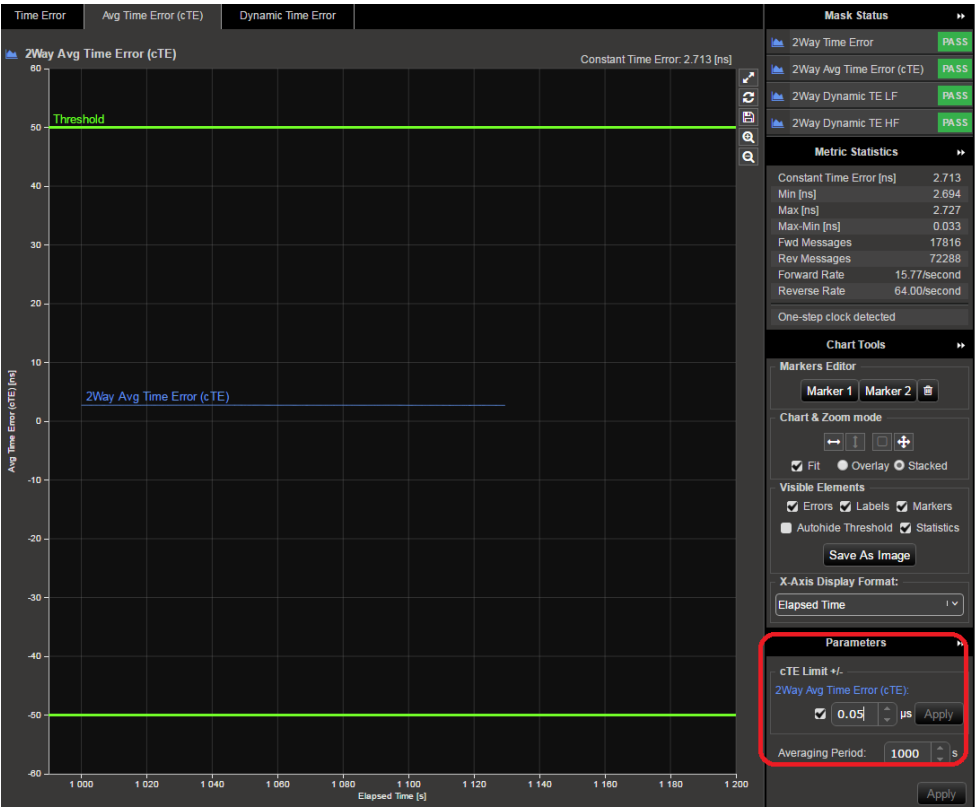 Time Error
Avg Time Error (cTE)
Dynamic Time Error
2Way Avg Time Error (cTE)
Constant Time Error: 2.713 [ns]
60
Threshold
50
40
30
20
10
2Way Avg Time Error (cTE)
0
-10
-20
-30
-40
-50
-60
Avg Time Error (cTE) [ns]
1 000 1 020 1 040 1 060 1 080 1 100 1 120 1 140 1 160 1 180 1 200
Elapsed Time [s]
Mask Status
2Way Time Error PASS
2Way Avg Time Error (cTE) PASS
2Way Dynamic TE LF PASS
2Way Dynamic TE HF PASS
Metric Statistics
Constant Time Error [ns] 2.713
Min [ns] 2.694
Max [ns] 2.727
Max-Min [ns] 0.033
Fwd Messages 17816
Rev Messages 72288
Forward Rate 15.77/second
Reverse Rate 64.00/second
One-step clock detected
Chart Tools
Markers Editor
Marker 1 Marker 2
Chart & Zoom mode
Fit Overlay Stacked
Visible Elements
Errors Labels Markers
Autohide Threshold Statistics
Save As Image
X-Axis Display Format:
Elapsed Time
Parameters
cTE Limit +/-
2Way Avg Time Error (cTE):
0.05 µs Apply
Averaging Period: 1000 s
Apply